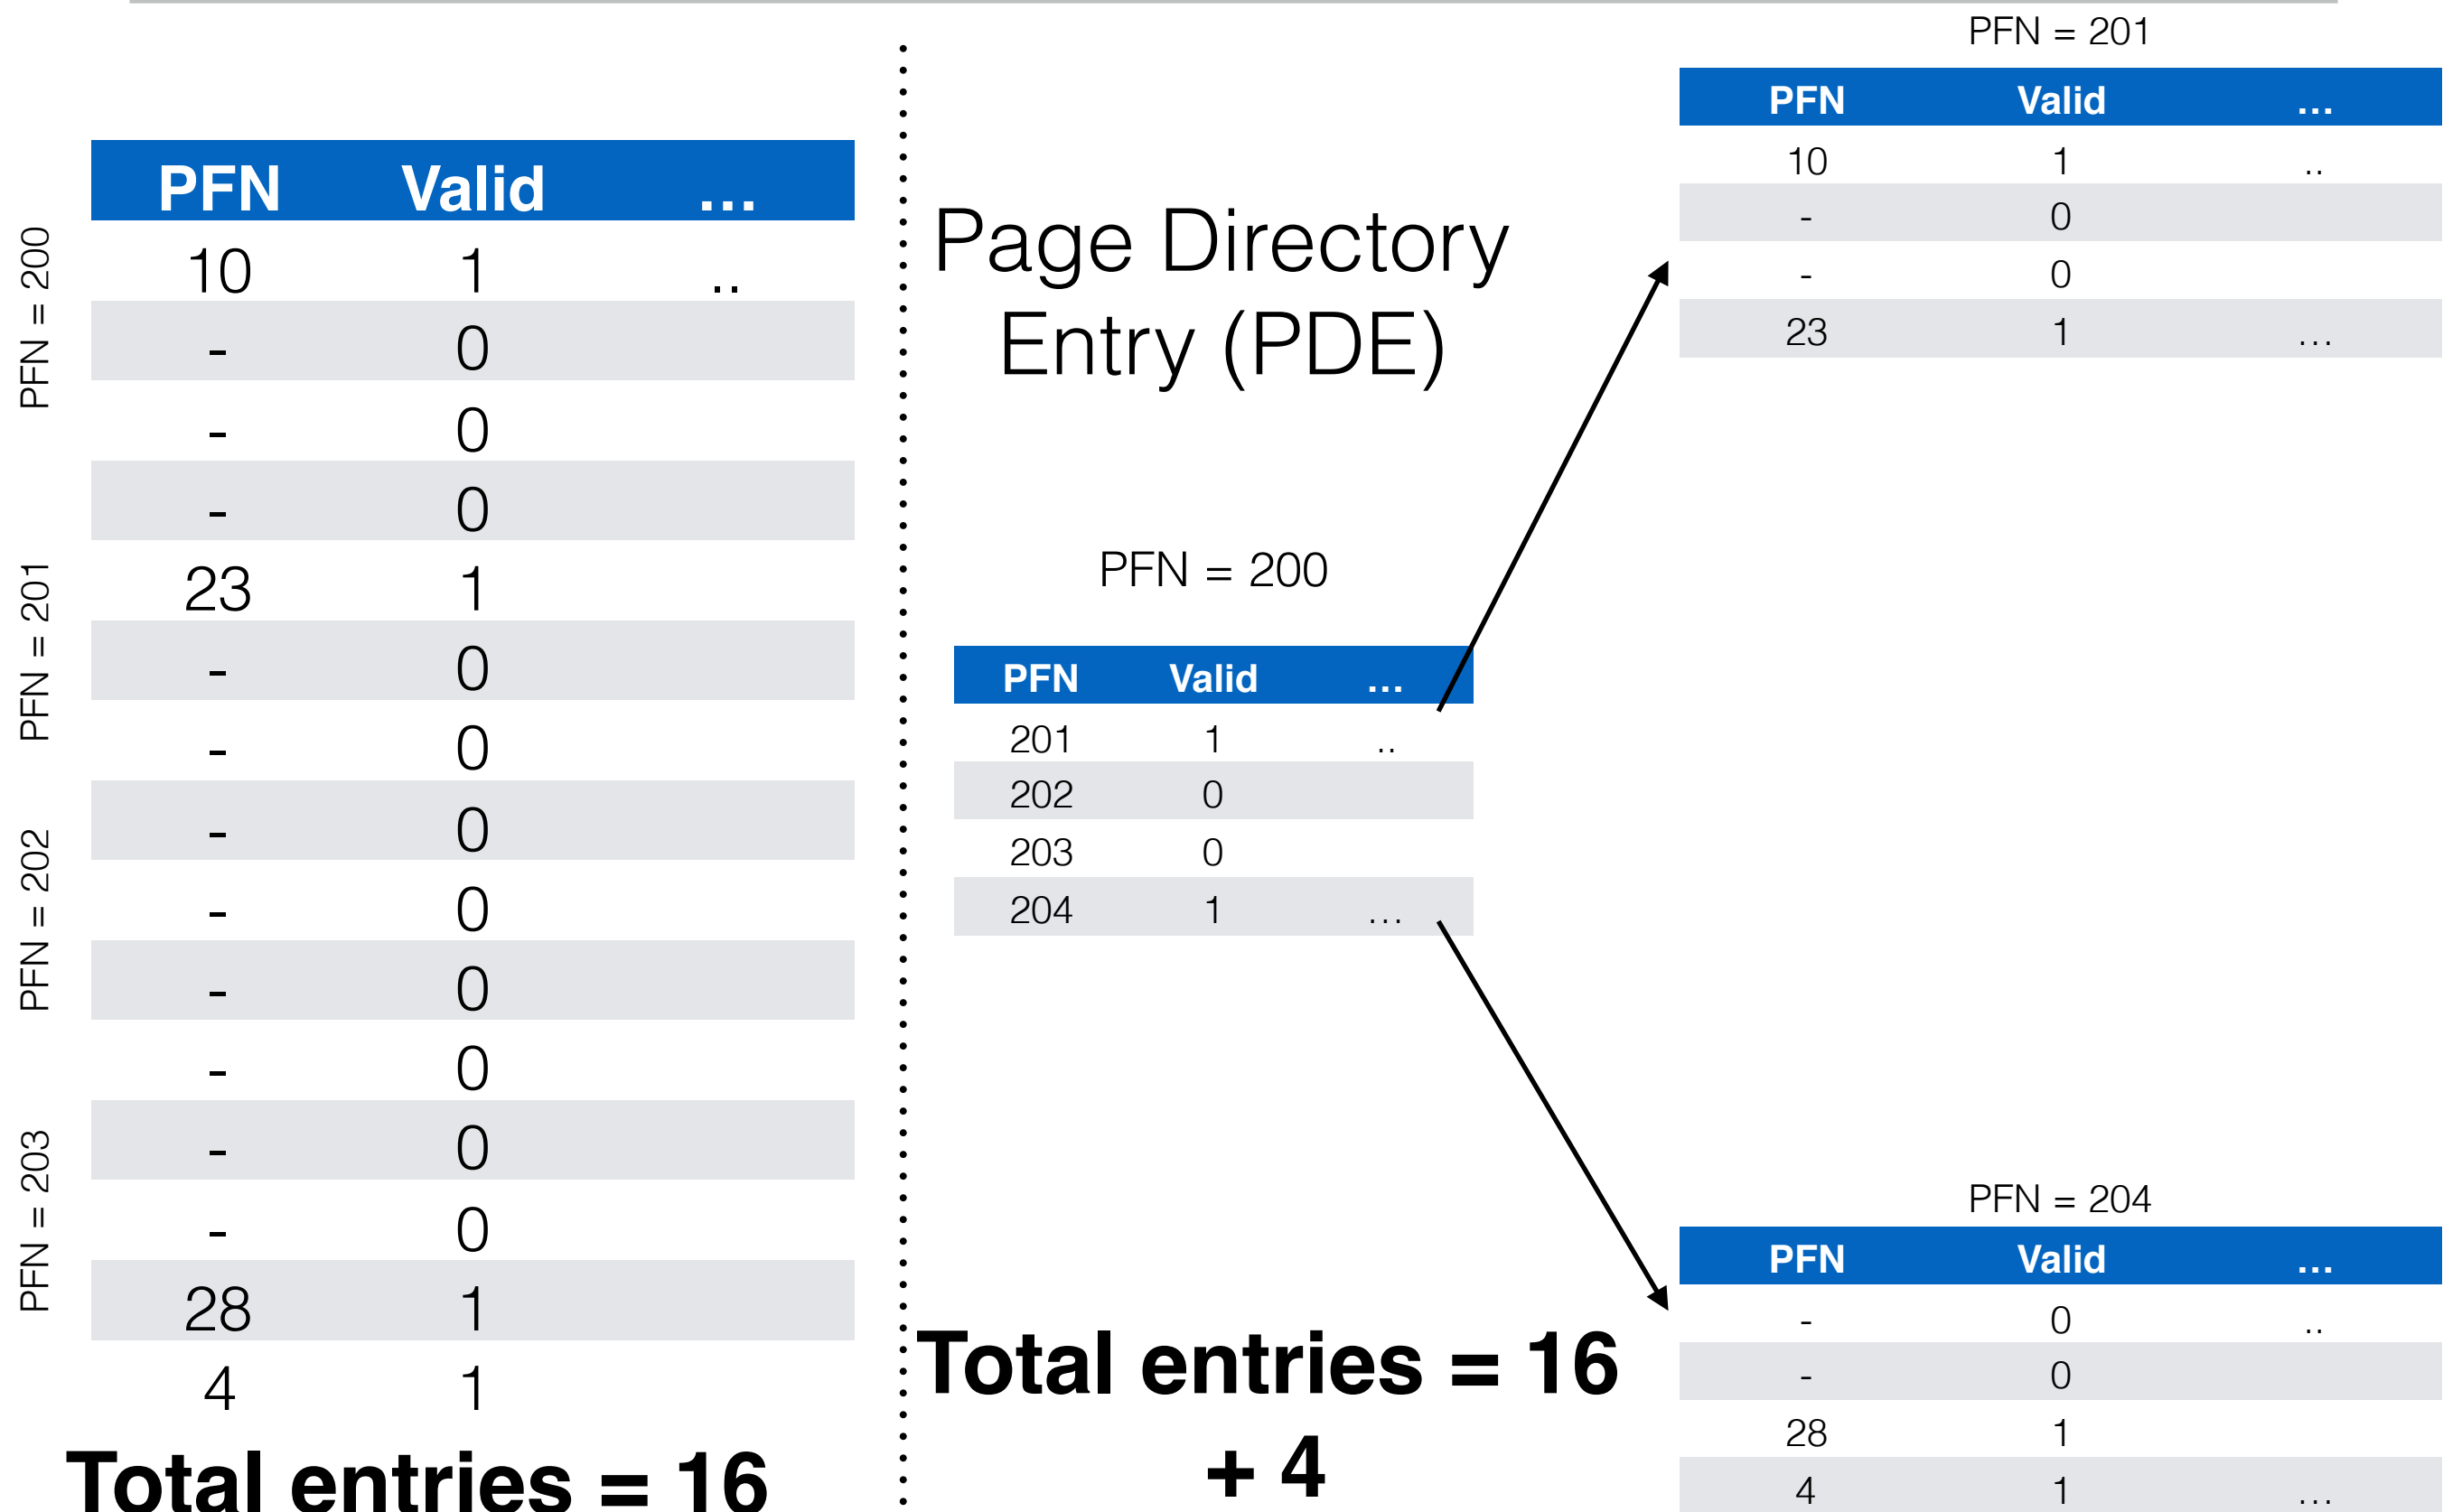 PFN = 200
PFN = 201
PFN = 202
PFN = 203
PFN Valid ...
10 1 ..
- 0
- 0
- 0
23 1
- 0
- 0
- 0
- 0
- 0
- 0
- 0
- 0
28 1
4 1
Total entries = 16
Page Directory
Entry (PDE)
PFN = 200
PFN Valid ...
201 1 ..
202 0
203 0
204 1 ...
Total entries = 16
+ 4
PFN = 201
PFN Valid ...
10 1 ..
- 0
- 0
23 1 ...
PFN = 204
PFN Valid ...
- 0 ..
- 0
28 1
4 1 ...